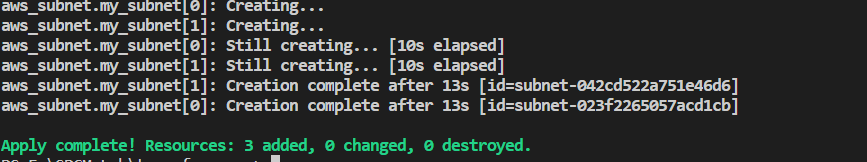 aws_subnet.my_subnet[0]: Creating...
aws_subnet.my_subnet[1]: Creating...
aws_subnet.my_subnet[0]: Still creating... [10s elapsed]
aws_subnet.my_subnet[1]: Still creating... [10s elapsed]
aws_subnet.my_subnet[1]: Creation complete after 13s [id=subnet-042cd522a751e46d6]
aws_subnet.my_subnet[0]: Creation complete after 13s [id=subnet-023f2265057acd1cb]
Apply complete! Resources: 3 added, 0 changed, 0 destroyed.